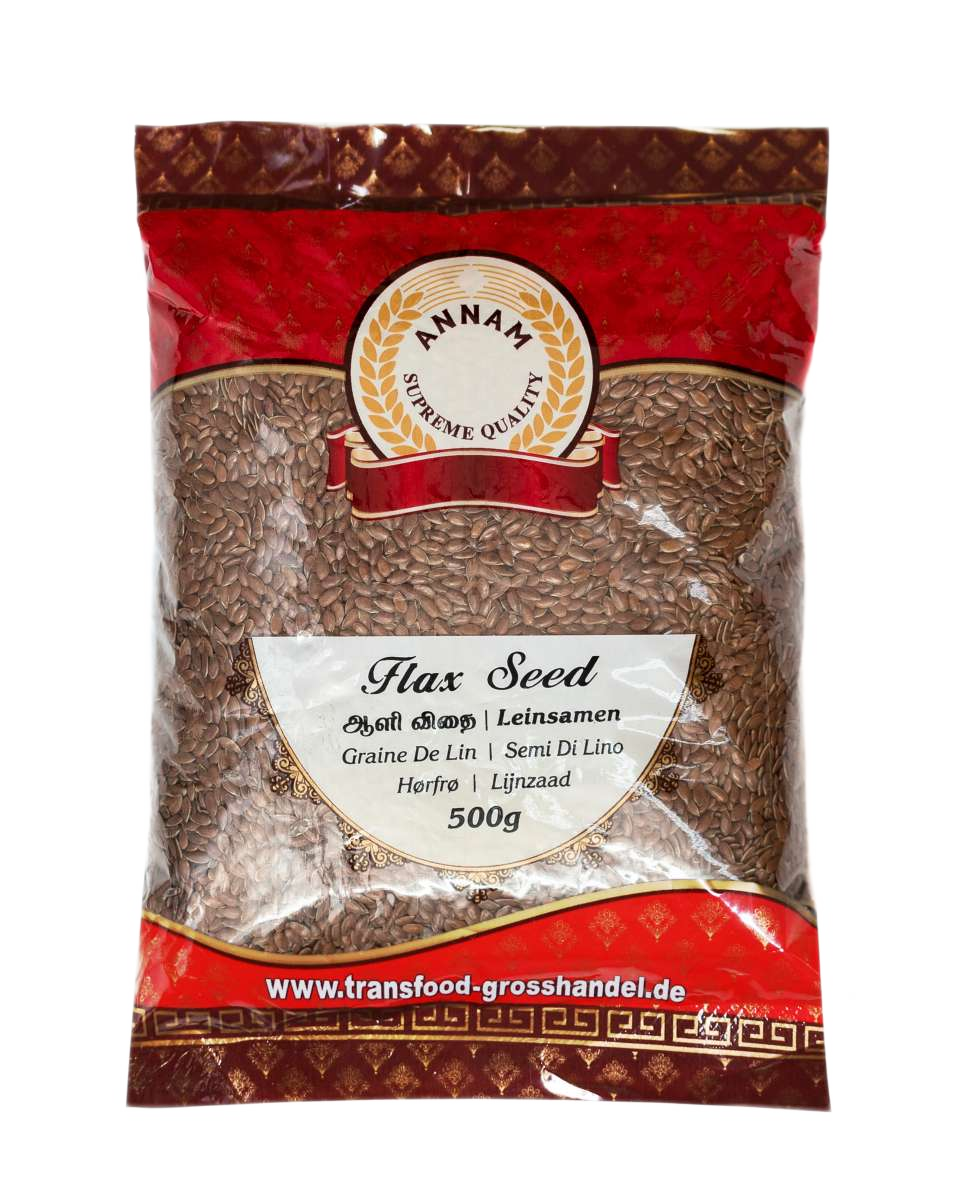 ANNAM
SUPREME QUALITY
Flax Seed
ஆளி விதை | Leinsamen
Graine De Lin | Semi Di Lino
Hørfrø | Lijnzaad
500g
www.transfood-grosshandel.de